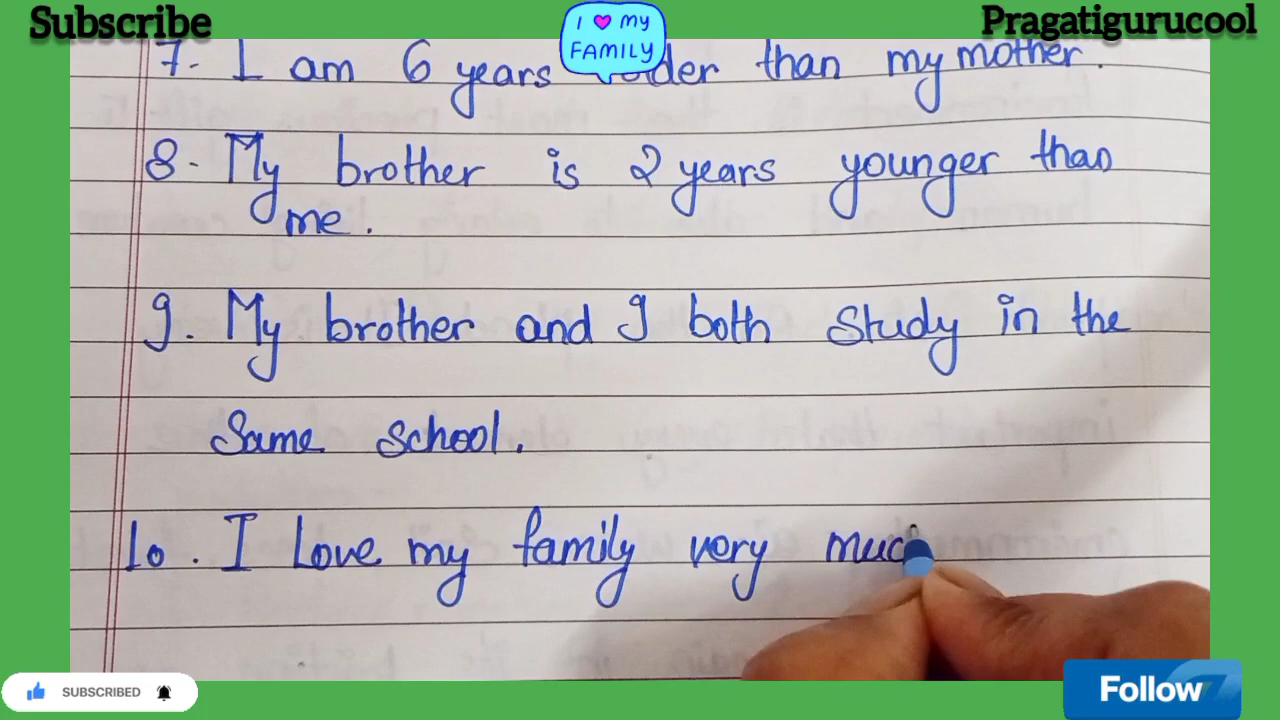 Subscribe
Pragatigurucool
I ♥ my
FAMILY
7. I am 6 years older than my mother.
8. My brother is 2 years younger than
me.
9. My brother and I both study in the
Same school.
10. I Love my family very muc
SUBSCRIBED
Follow